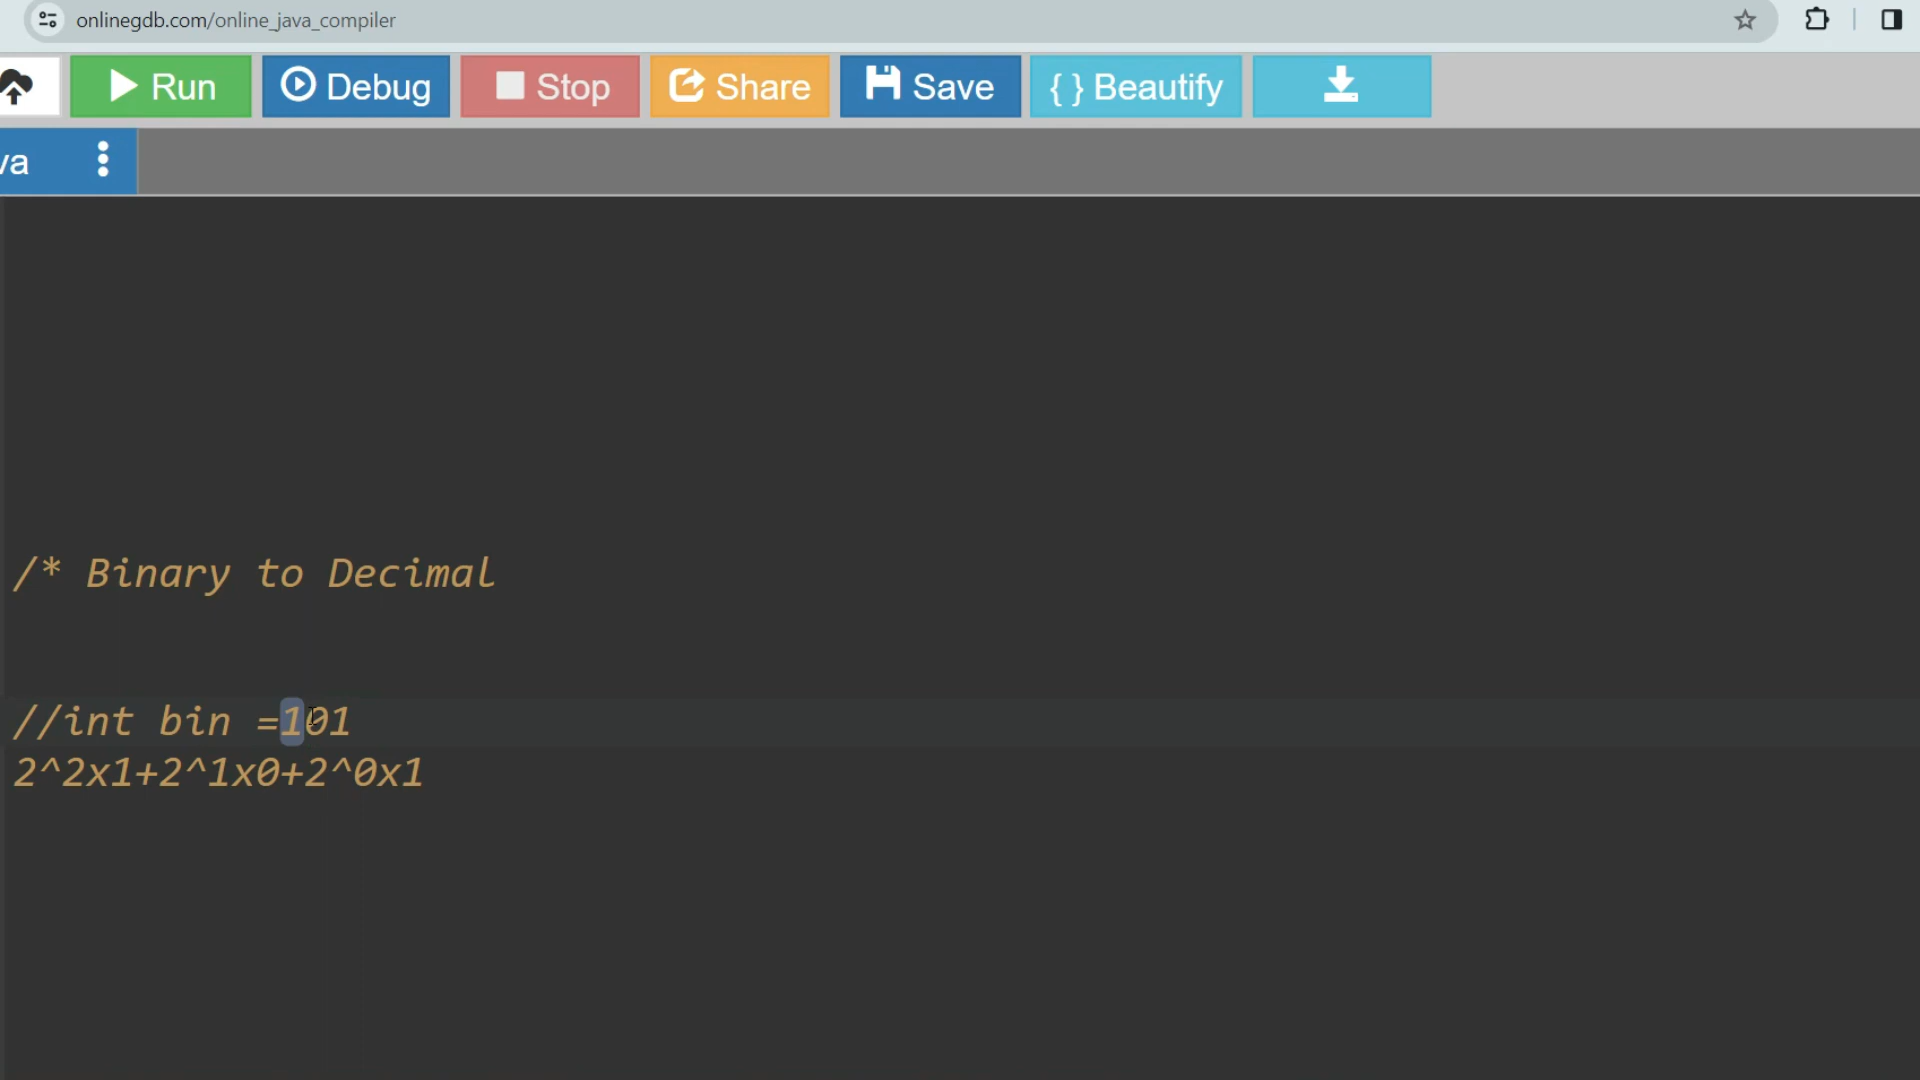 onlinegdb.com/online_java_compiler
Run Debug Stop Share Save { } Beautify
va
/* Binary to Decimal
//int bin =101
2^2x1+2^1x0+2^0x1